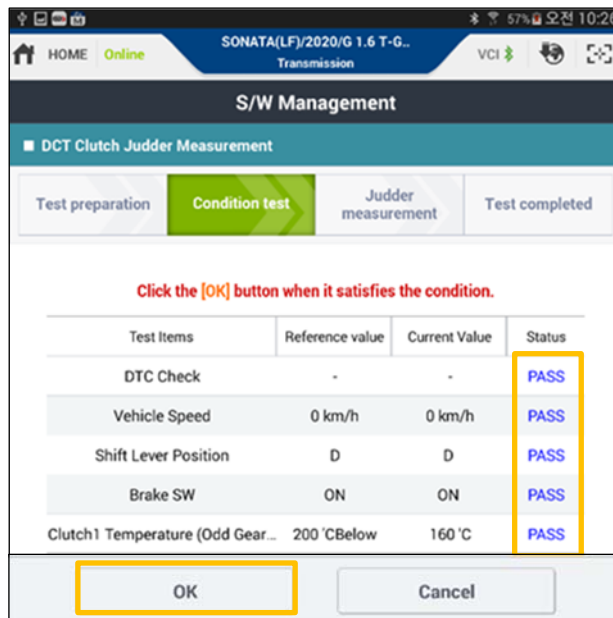 57% 오전 10:26
HOME Online SONATA(LF)/2020/G 1.6 T-G.. VCI
Transmission
S/W Management
■ DCT Clutch Judder Measurement
Test preparation Condition test Judder measurement Test completed
Click the [OK] button when it satisfies the condition.
Test Items Reference value Current Value Status
DTC Check - - PASS
Vehicle Speed 0 km/h 0 km/h PASS
Shift Lever Position D D PASS
Brake SW ON ON PASS
Clutch1 Temperature (Odd Gear... 200 ℃Below 160 ℃ PASS
OK Cancel